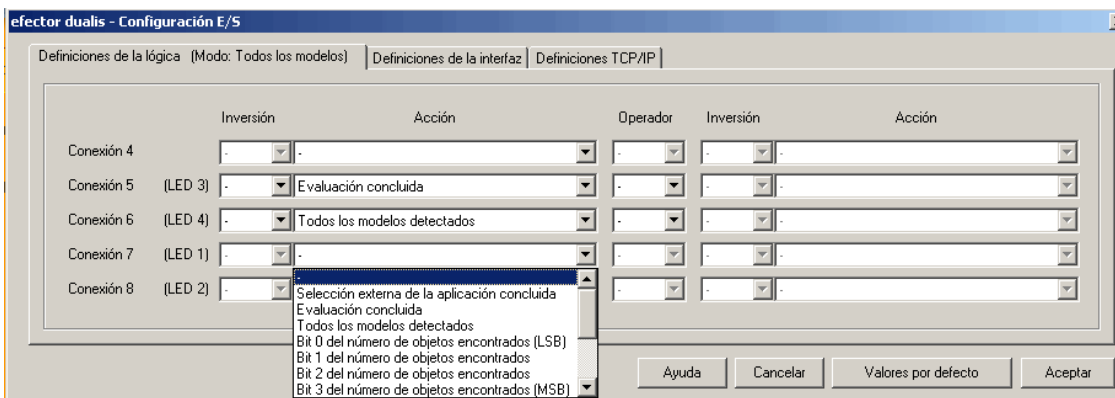 efector dualis - Configuración E/S
Definiciones de la lógica (Modo: Todos los modelos) Definiciones de la interfaz Definiciones TCP/IP
Inversión Acción Operador Inversión Acción
Conexión 4 - - - - -
Conexión 5 (LED 3) - Evaluación concluida - - -
Conexión 6 (LED 4) - Todos los modelos detectados - - -
Conexión 7 (LED 1) - - - - -
Conexión 8 (LED 2) - - - - -
Selección externa de la aplicación concluida
Evaluación concluida
Todos los modelos detectados
Bit 0 del número de objetos encontrados (LSB)
Bit 1 del número de objetos encontrados
Bit 2 del número de objetos encontrados
Bit 3 del número de objetos encontrados (MSB)
Ayuda Cancelar Valores por defecto Aceptar